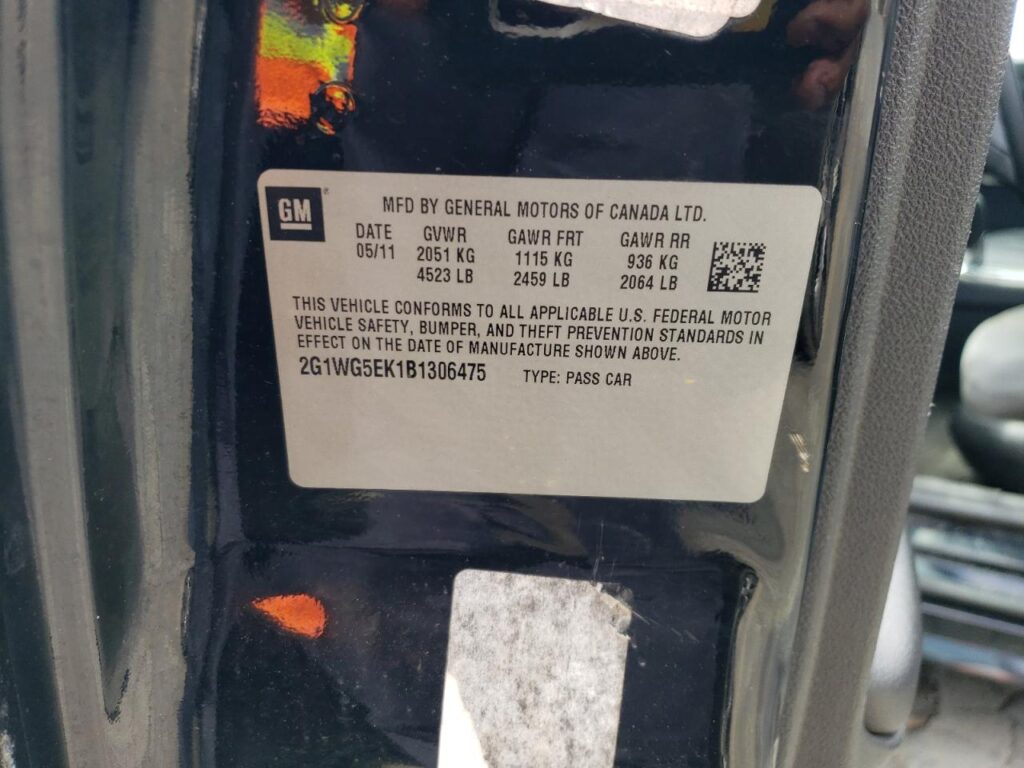 GM ®
MFD BY GENERAL MOTORS OF CANADA LTD.
DATE GVWR GAWR FRT GAWR RR
05/11 2051 KG 1115 KG 936 KG
4523 LB 2459 LB 2064 LB
THIS VEHICLE CONFORMS TO ALL APPLICABLE U.S. FEDERAL MOTOR
VEHICLE SAFETY, BUMPER, AND THEFT PREVENTION STANDARDS IN
EFFECT ON THE DATE OF MANUFACTURE SHOWN ABOVE.
2G1WG5EK1B1306475 TYPE: PASS CAR